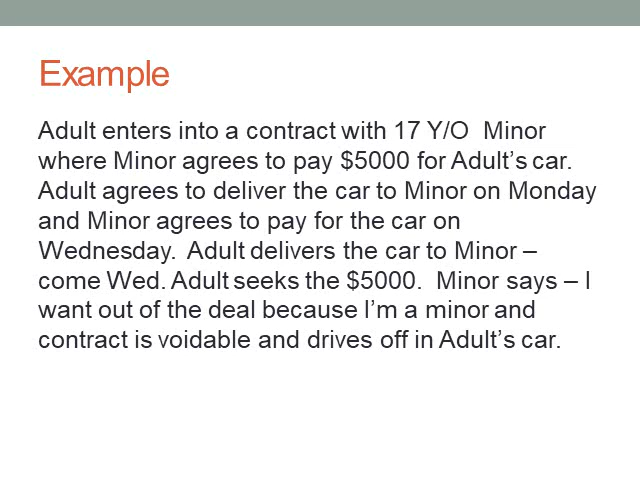 Example
Adult enters into a contract with 17 Y/O  Minor
where Minor agrees to pay $5000 for Adult’s car.
Adult agrees to deliver the car to Minor on Monday
and Minor agrees to pay for the car on
Wednesday.  Adult delivers the car to Minor –
come Wed. Adult seeks the $5000.  Minor says – I
want out of the deal because I’m a minor and
contract is voidable and drives off in Adult’s car.